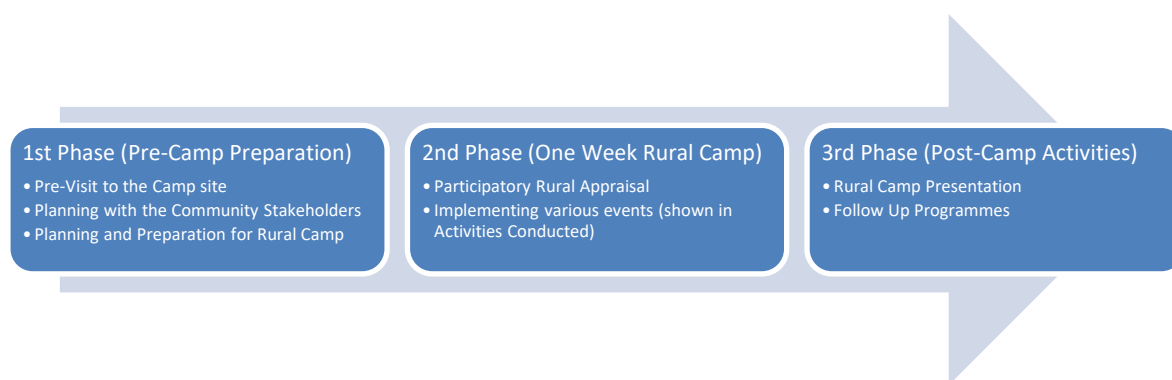 1st Phase (Pre-Camp Preparation)
• Pre-Visit to the Camp site
• Planning with the Community Stakeholders
• Planning and Preparation for Rural Camp
2nd Phase (One Week Rural Camp)
• Participatory Rural Appraisal
• Implementing various events (shown in
Activities Conducted)
3rd Phase (Post-Camp Activities)
• Rural Camp Presentation
• Follow Up Programmes